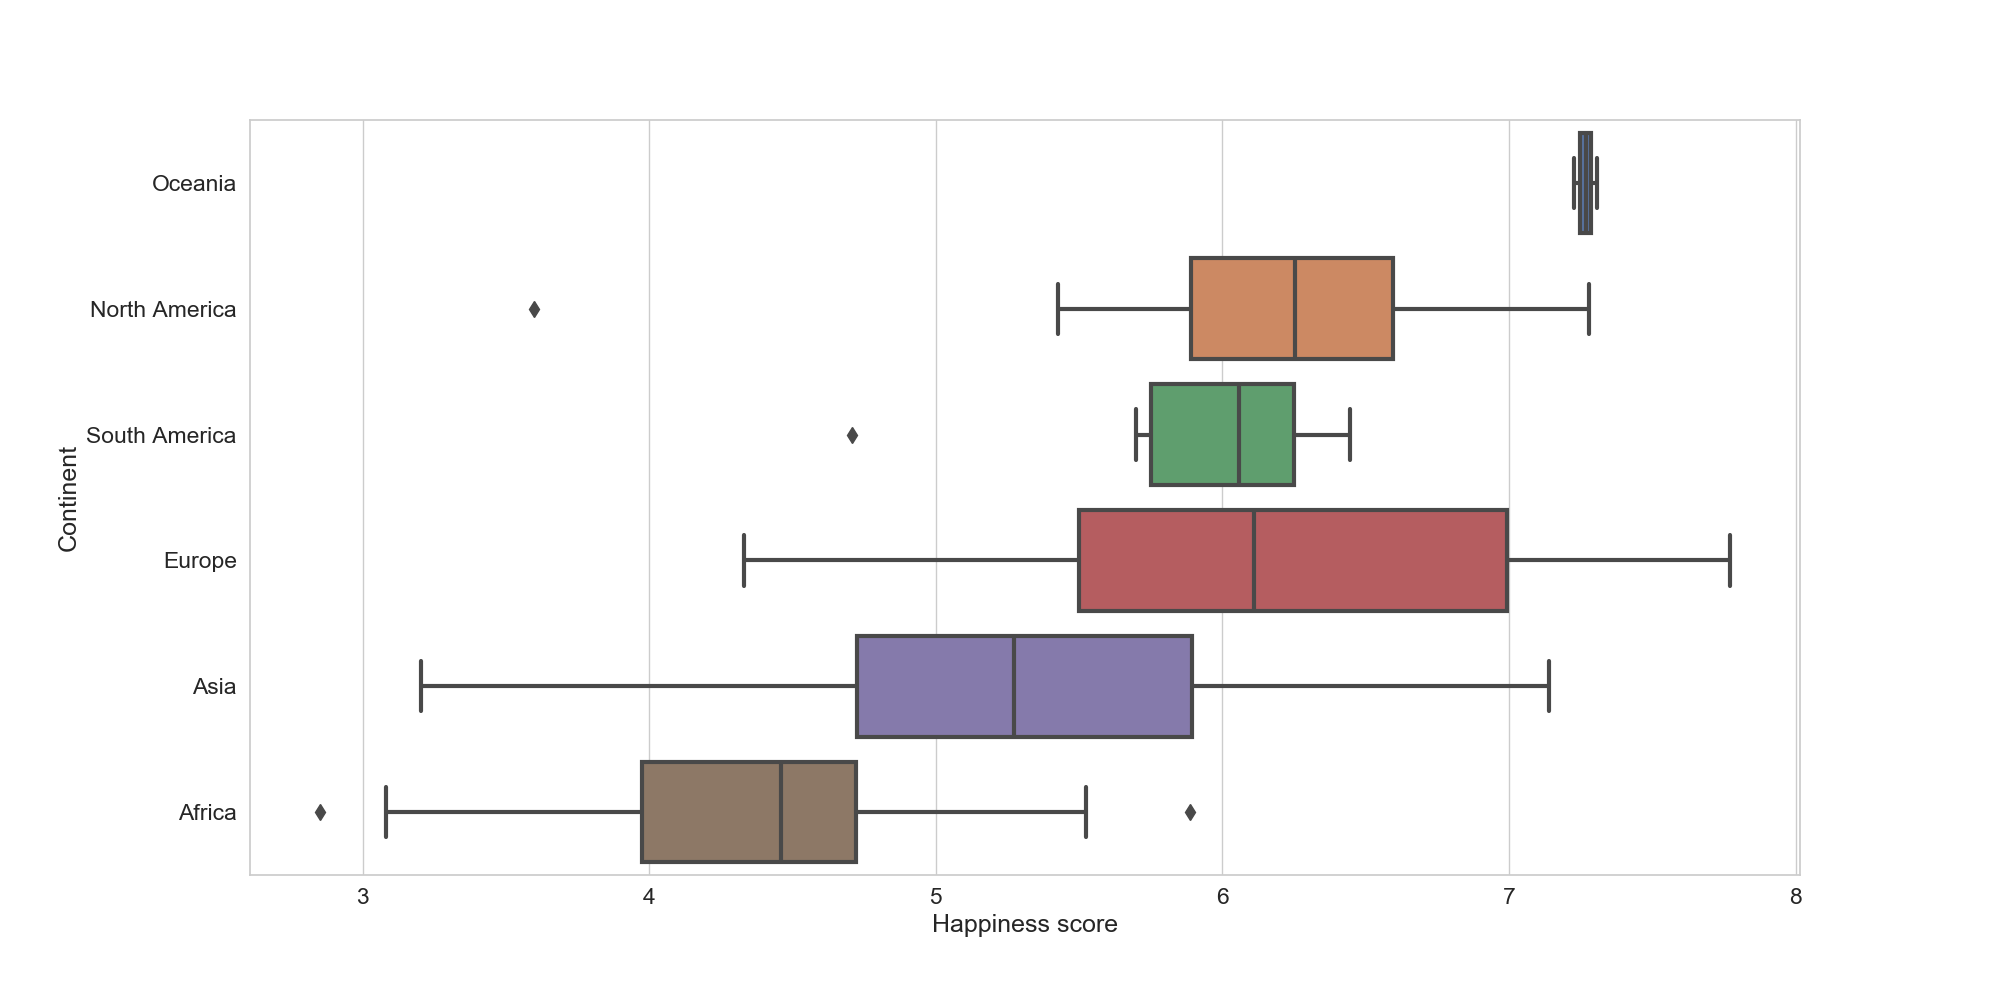 Continent
Oceania
North America
South America
Europe
Asia
Africa
3 4 5 6 7 8
Happiness score